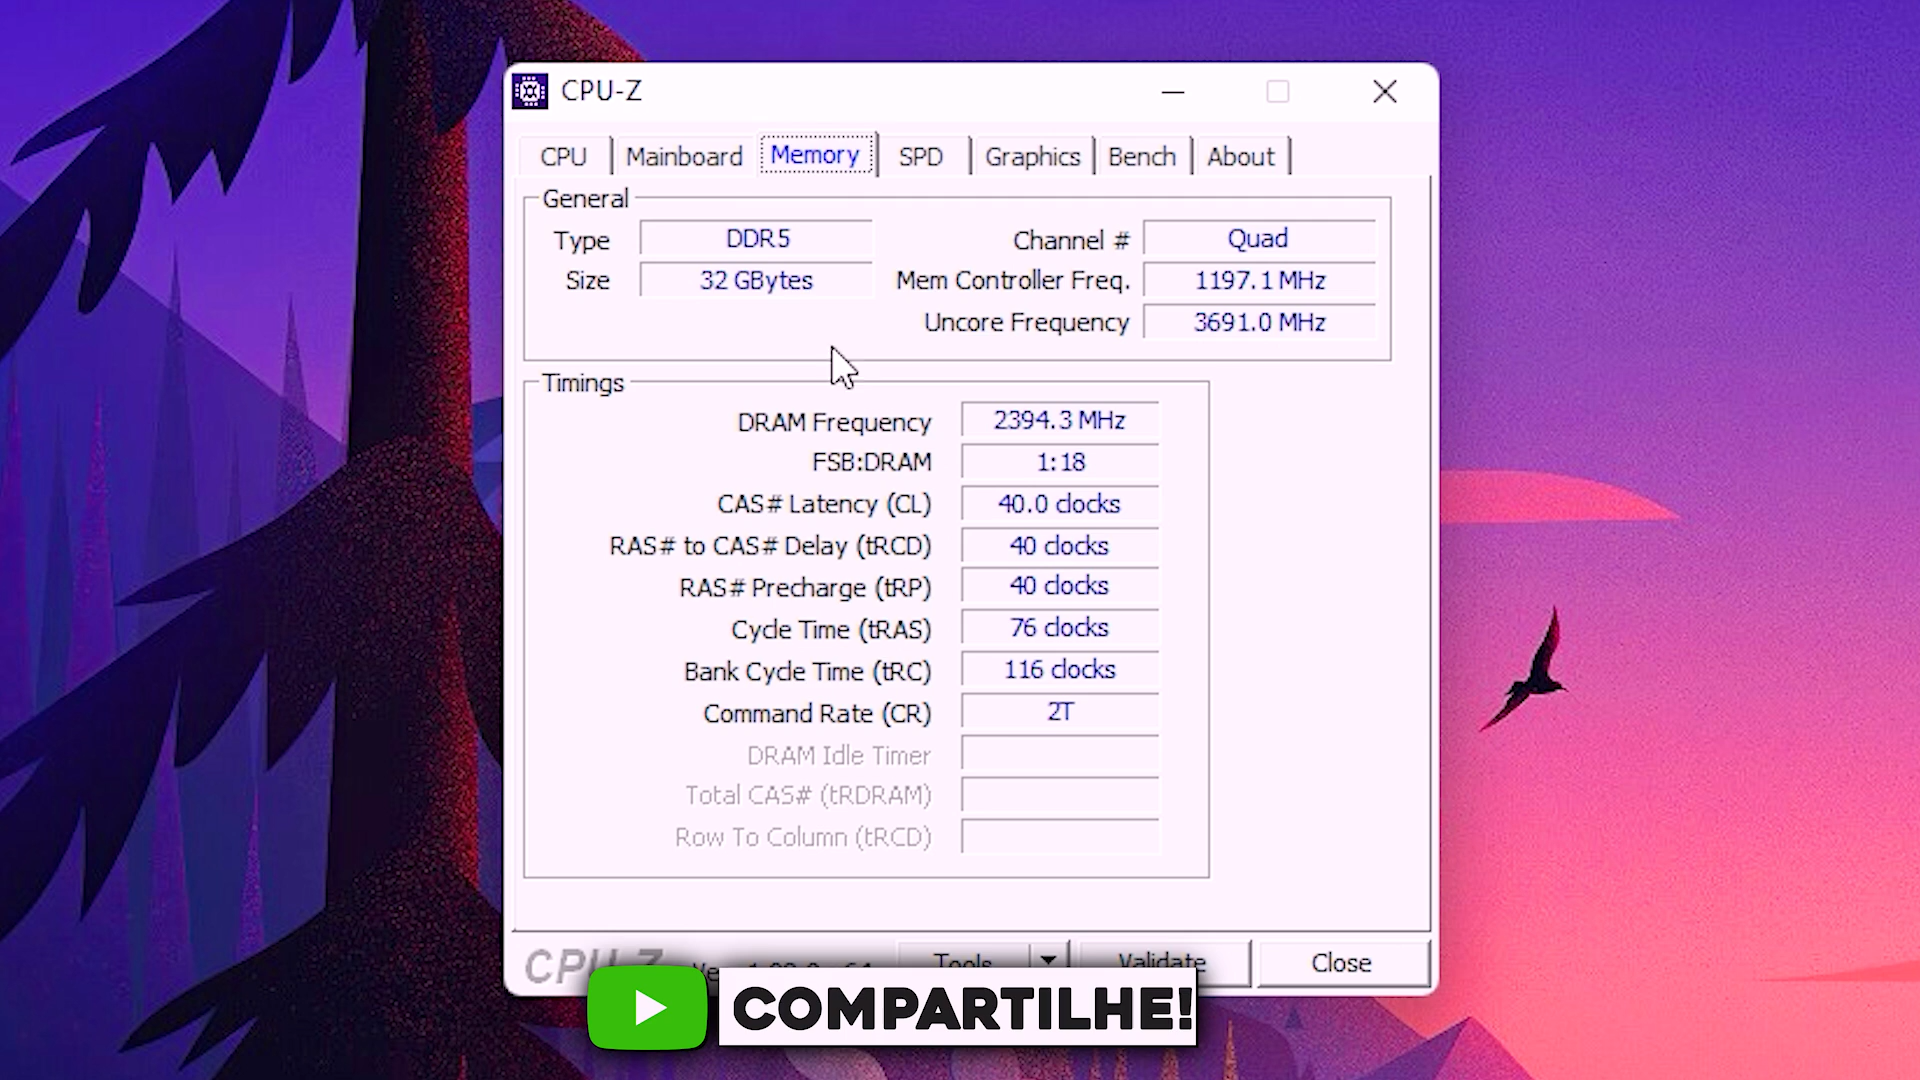 CPU-Z
CPU Mainboard Memory SPD Graphics Bench About
General
Type DDR5 Channel # Quad
Size 32 GBytes Mem Controller Freq. 1197.1 MHz
Uncore Frequency 3691.0 MHz
Timings
DRAM Frequency 2394.3 MHz
FSB:DRAM 1:18
CAS# Latency (CL) 40.0 clocks
RAS# to CAS# Delay (tRCD) 40 clocks
RAS# Precharge (tRP) 40 clocks
Cycle Time (tRAS) 76 clocks
Bank Cycle Time (tRC) 116 clocks
Command Rate (CR) 2T
DRAM Idle Timer
Total CAS# (tRDRAM)
Row To Column (tRCD)
CPU-Z Tools Validate Close
COMPARTILHE!